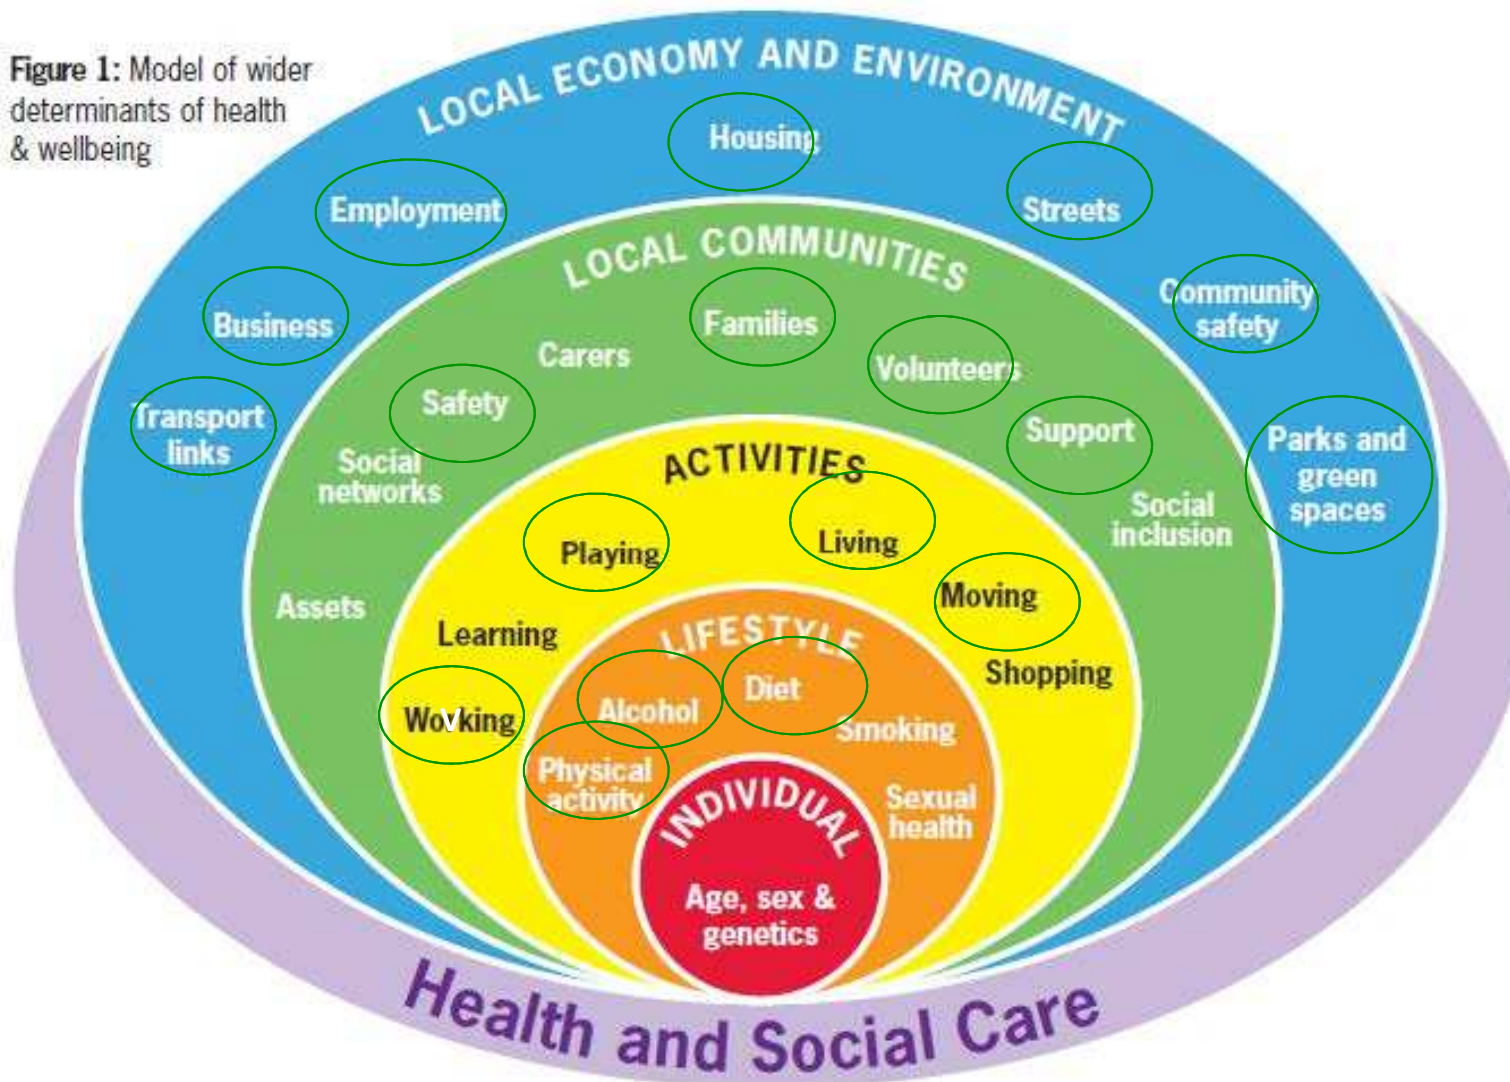 Figure 1: Model of wider
determinants of health
& wellbeing
LOCAL ECONOMY AND ENVIRONMENT
Housing
Employment
Streets
Business
Community
safety
Transport
links
Parks and
green
spaces
LOCAL COMMUNITIES
Families
Carers
Volunteers
Safety
Support
Social
networks
Social
inclusion
Assets
ACTIVITIES
Playing
Living
Moving
Learning
Shopping
Working
v
LIFESTYLE
Diet
Alcohol
Smoking
Physical
activity
Sexual
health
INDIVIDUAL
Age, sex &
genetics
Health and Social Care